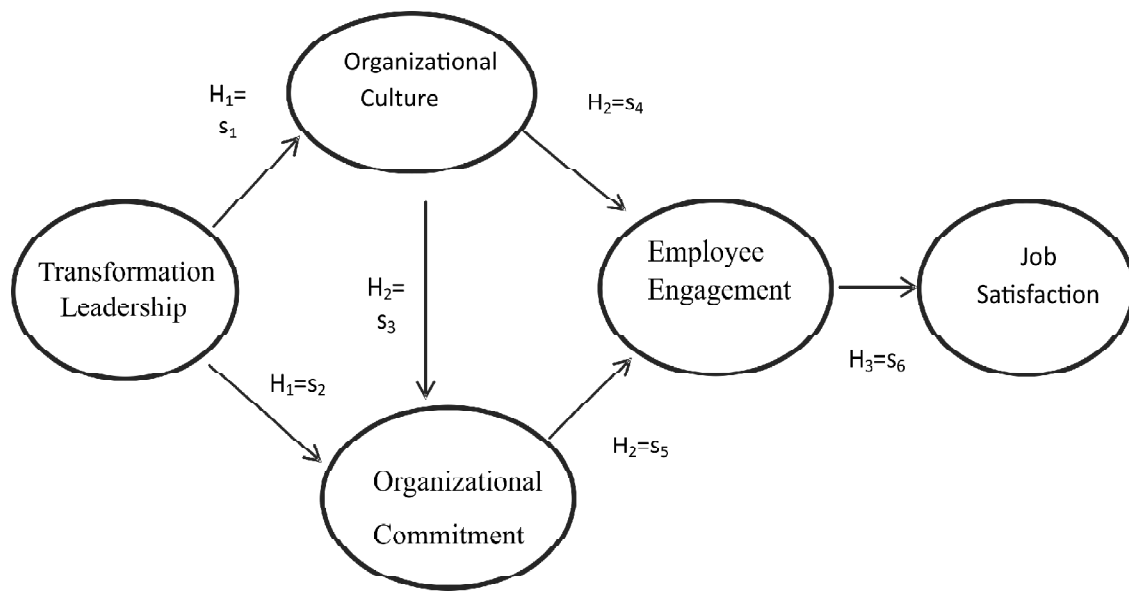 Organizational
Culture
H₁=
s₁
H₂=s₄
Transformation
Leadership
H₂=
s₃
Employee
Engagement
Job
Satisfaction
H₁=s₂
H₃=s₆
H₂=s₅
Organizational
Commitment